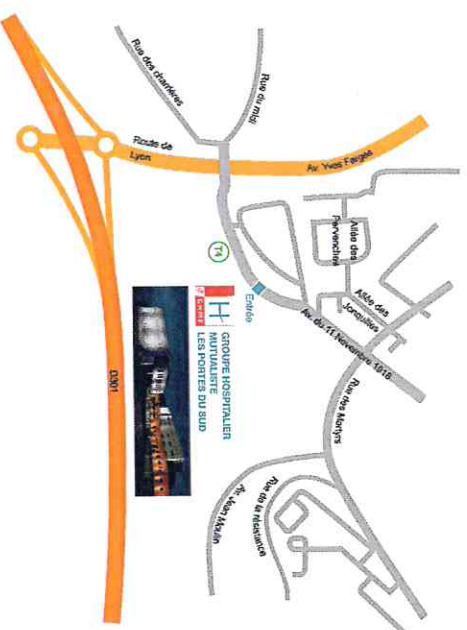 Rue des charrières
Rue du midi
Route de
Lyon
Av. Yves Farges
Allée des
Pervenches
Allée des
Jonquilles
T4
Entrée
Av. du 11 Novembre 1918
GROUPE HOSPITALIER
MUTUALISTE
LES PORTES DU SUD
Rue des Martyrs
D301
Rue de la résistance
Av. Jean Moulin